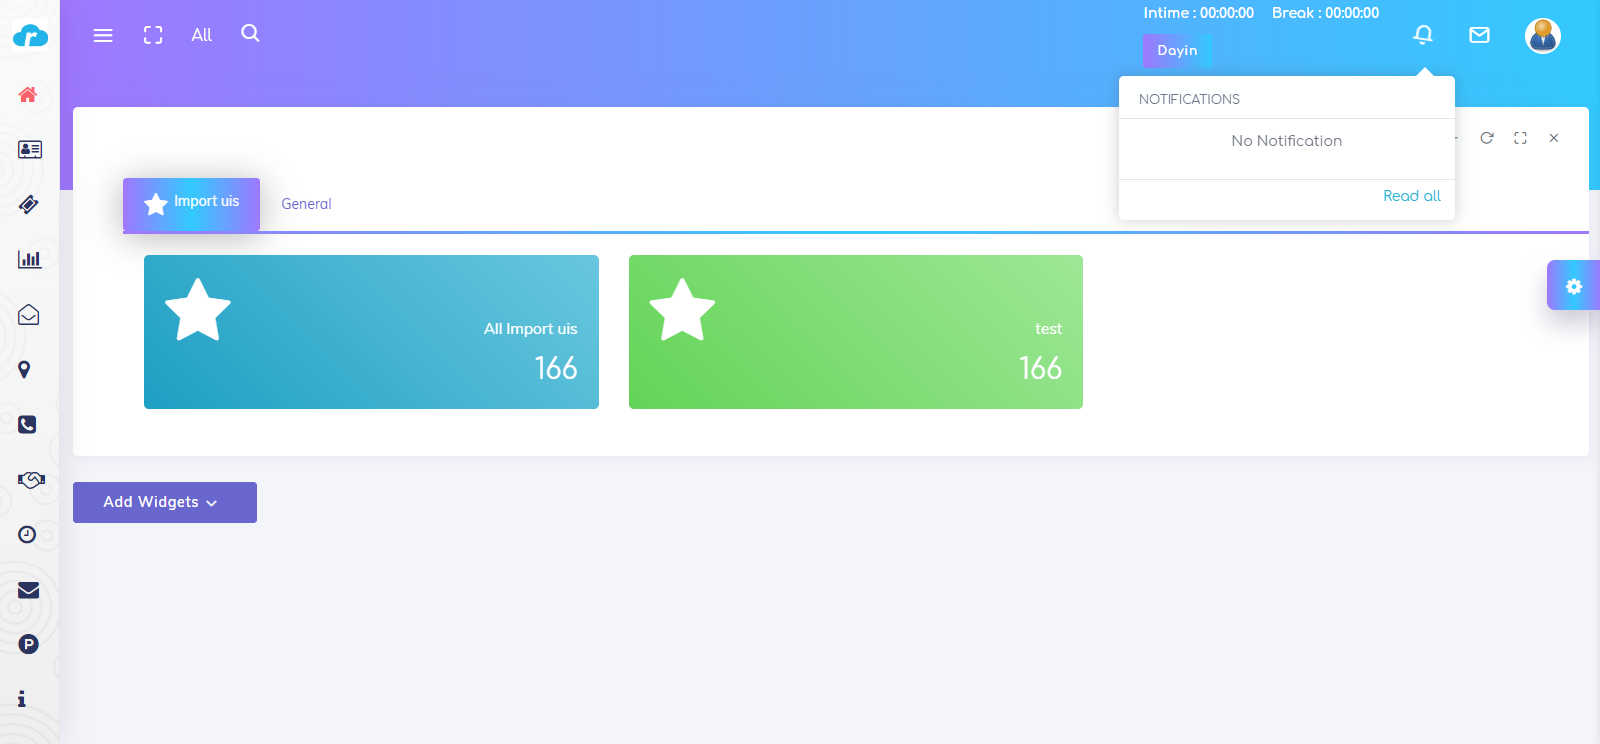 r
All
Intime : 00:00:00 Break : 00:00:00
Dayin
NOTIFICATIONS
No Notification
Read all
Import uis
General
All Import uis
166
test
166
Add Widgets
P